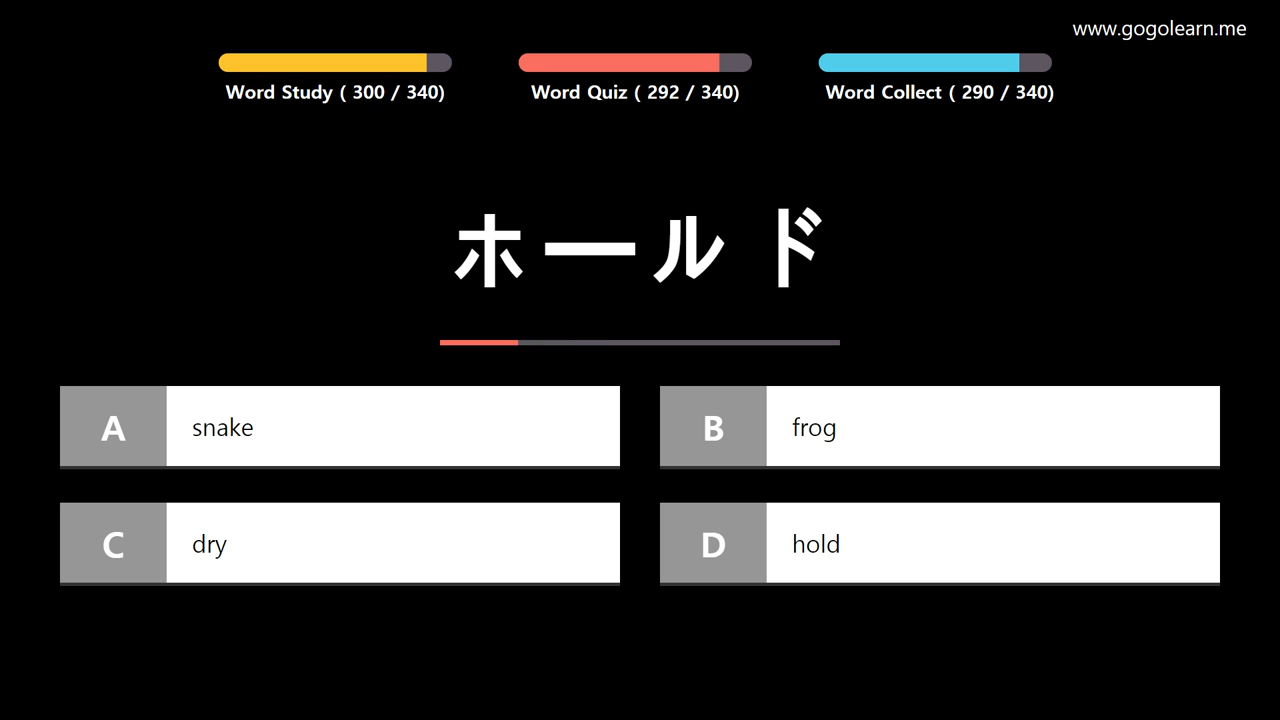 www.gogolearn.me
Word Study ( 300 / 340)
Word Quiz ( 292 / 340)
Word Collect ( 290 / 340)
ホールド
A snake
B frog
C dry
D hold